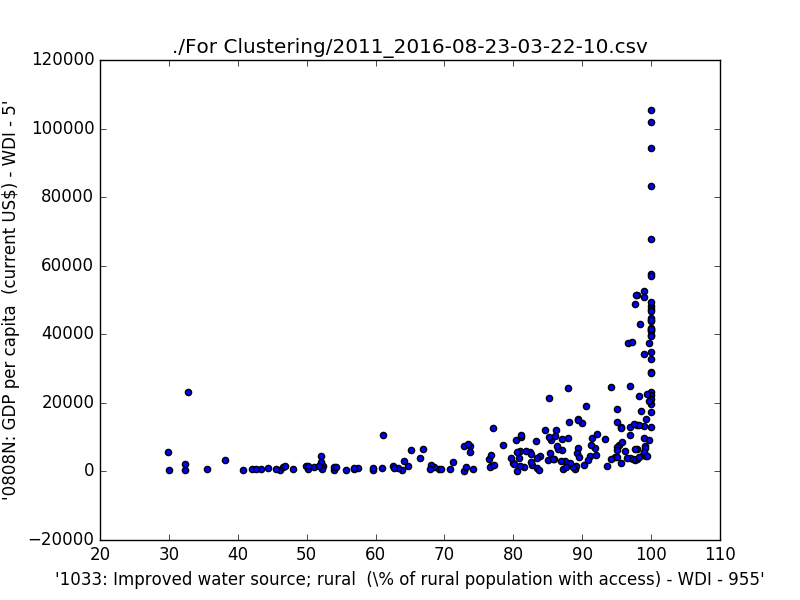 ./For Clustering/2011_2016-08-23-03-22-10.csv
'0808N: GDP per capita  (current US$) - WDI - 5'
120000
100000
80000
60000
40000
20000
0
−20000
20 30 40 50 60 70 80 90 100 110
'1033: Improved water source; rural  (\% of rural population with access) - WDI - 955'